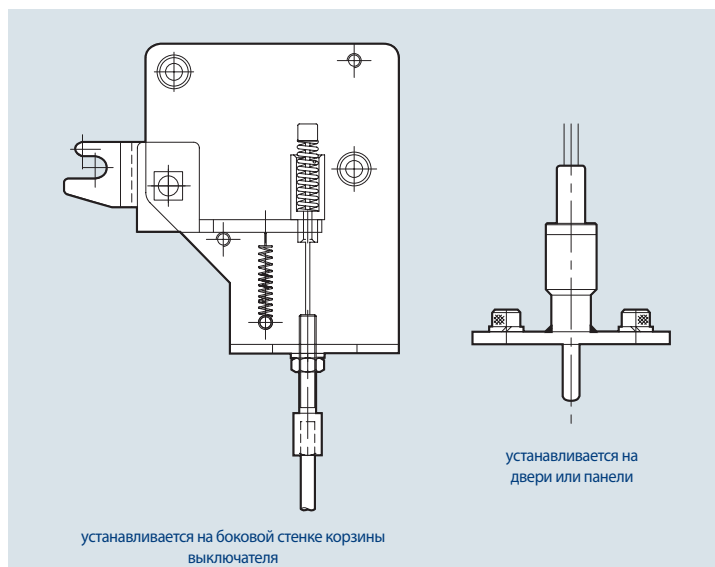 устанавливается на
двери или панели
устанавливается на боковой стенке корзины
выключателя